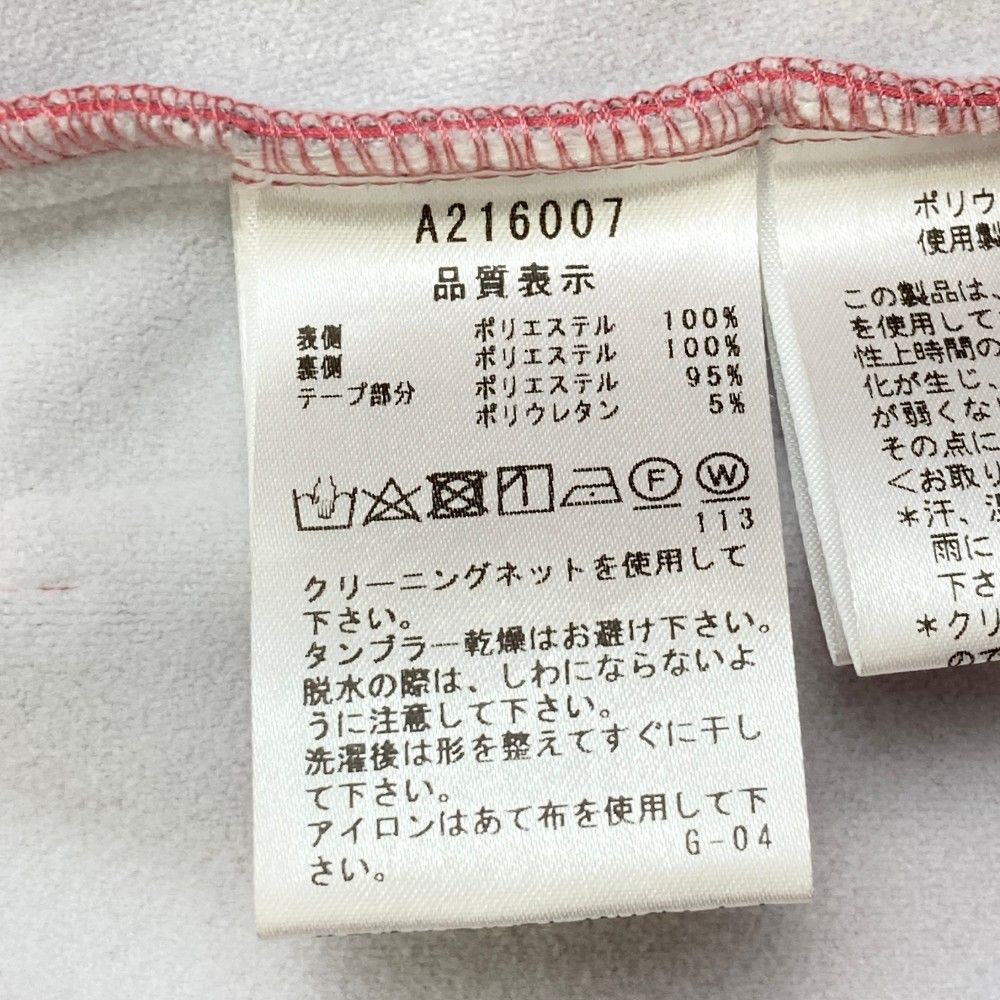 A216007
品質表示
表側 ポリエステル 100%
裏側 ポリエステル 100%
テープ部分 ポリエステル 95%
ポリウレタン 5%
F W
113
クリーニングネットを使用して
下さい。
タンブラー乾燥はお避け下さい。
脱水の際は、しわにならないよ
うに注意して下さい。
洗濯後は形を整えてすぐに干し
て下さい。
アイロンはあて布を使用して下
さい。
G-04
ポリウ
使用製
この製品は、
を使用して
性上時間の
化が生じ、
が弱くな
その点に
<お取り
*汗、
雨に
下さ
*クリ
ので